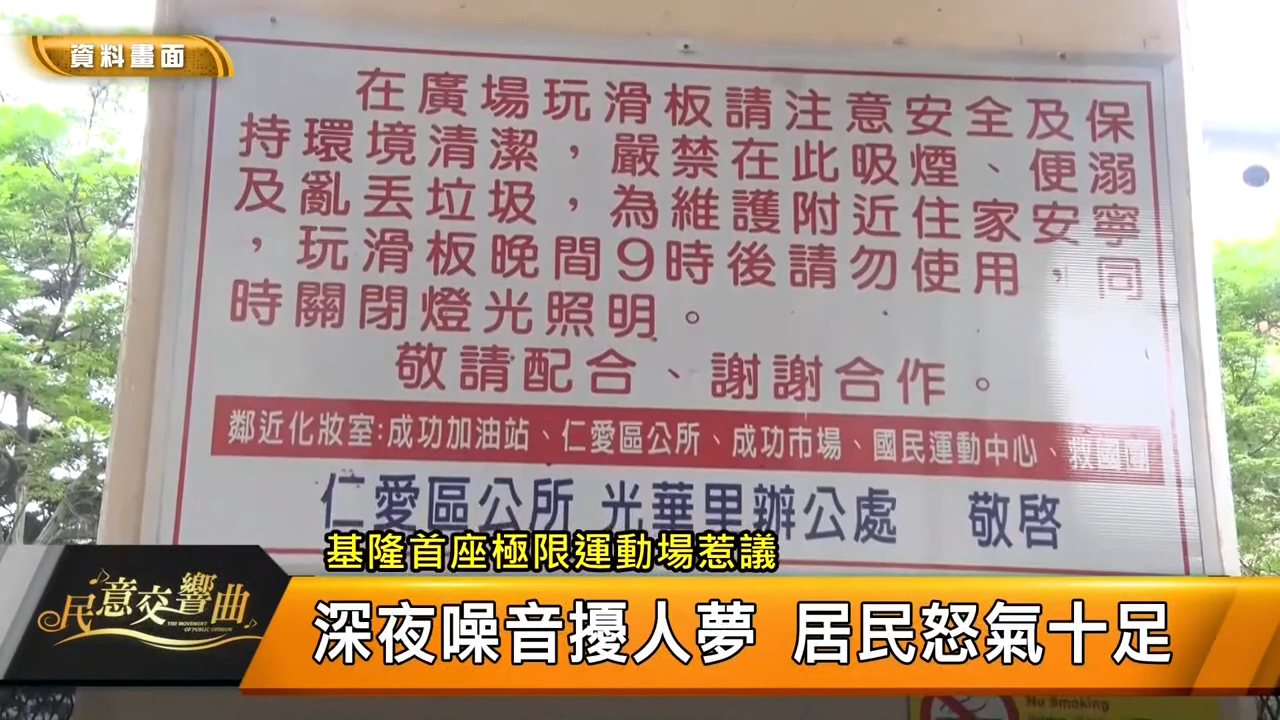 資料畫面
在廣場玩滑板請注意安全及保
持環境清潔，嚴禁在此吸煙、便溺
及亂丟垃圾，為維護附近住家安寧
，玩滑板晚間9時後請勿使用，同
時關閉燈光照明。
敬請配合、謝謝合作。
鄰近化妝室:成功加油站、仁愛區公所、成功市場、國民運動中心、救國團
仁愛區公所 光華里辦公處 敬啓
基隆首座極限運動場惹議
民意交響曲
THE MOVEMENT
OF PUBLIC OPINION
深夜噪音擾人夢 居民怒氣十足
No Smoking